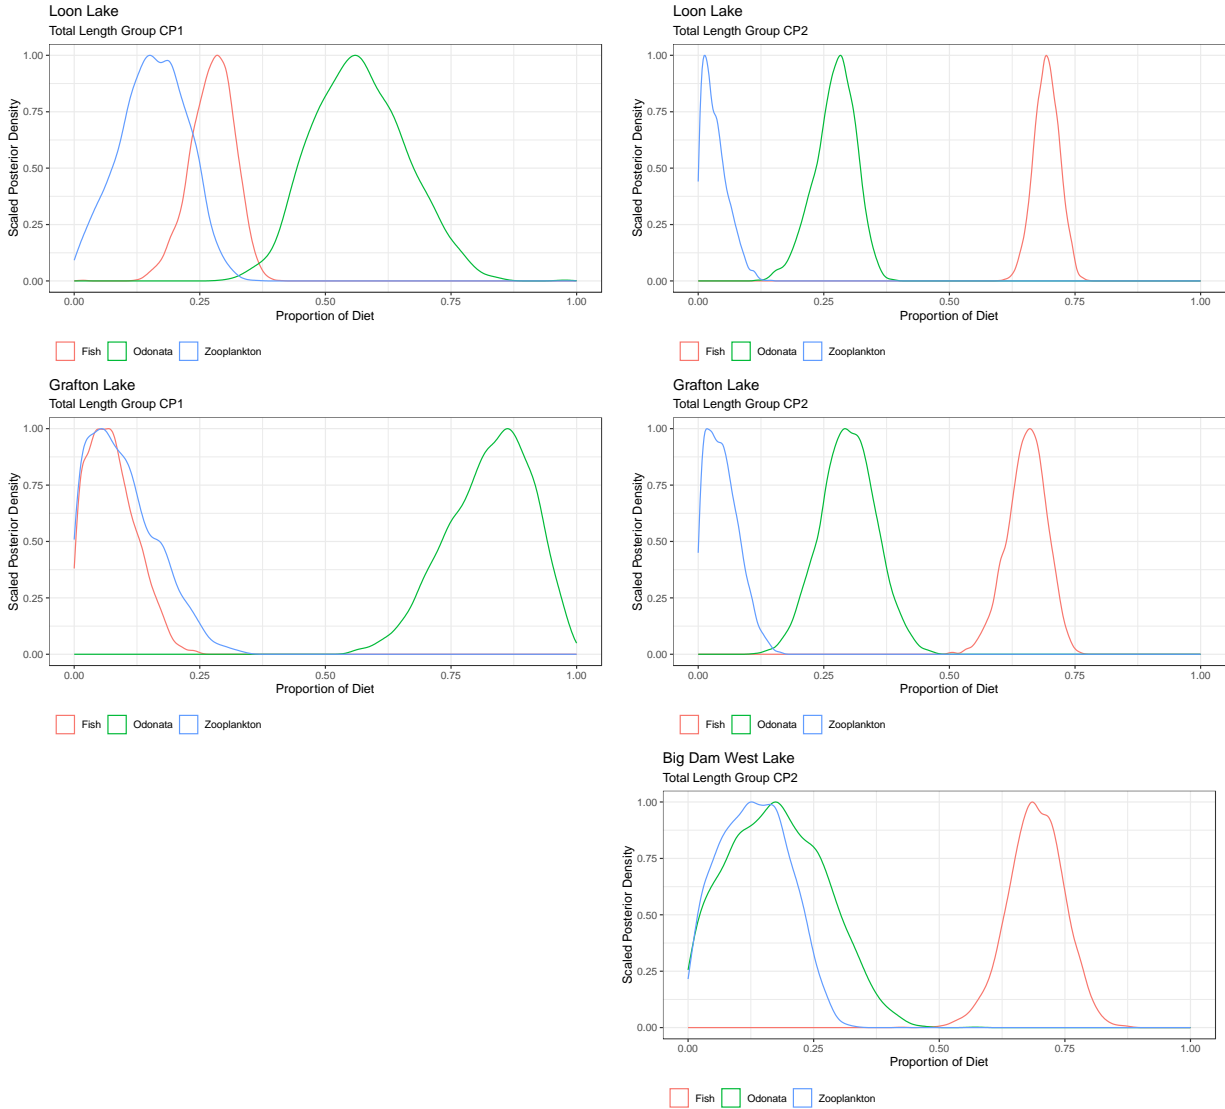 Loon Lake
Total Length Group CP1
Scaled Posterior Density
1.00
0.75
0.50
0.25
0.00
0.00 0.25 0.50 0.75 1.00
Proportion of Diet
Fish Odonata Zooplankton
Loon Lake
Total Length Group CP2
Scaled Posterior Density
1.00
0.75
0.50
0.25
0.00
0.00 0.25 0.50 0.75 1.00
Proportion of Diet
Fish Odonata Zooplankton
Grafton Lake
Total Length Group CP1
Scaled Posterior Density
1.00
0.75
0.50
0.25
0.00
0.00 0.25 0.50 0.75 1.00
Proportion of Diet
Fish Odonata Zooplankton
Grafton Lake
Total Length Group CP2
Scaled Posterior Density
1.00
0.75
0.50
0.25
0.00
0.00 0.25 0.50 0.75 1.00
Proportion of Diet
Fish Odonata Zooplankton
Big Dam West Lake
Total Length Group CP2
Scaled Posterior Density
1.00
0.75
0.50
0.25
0.00
0.00 0.25 0.50 0.75 1.00
Proportion of Diet
Fish Odonata Zooplankton